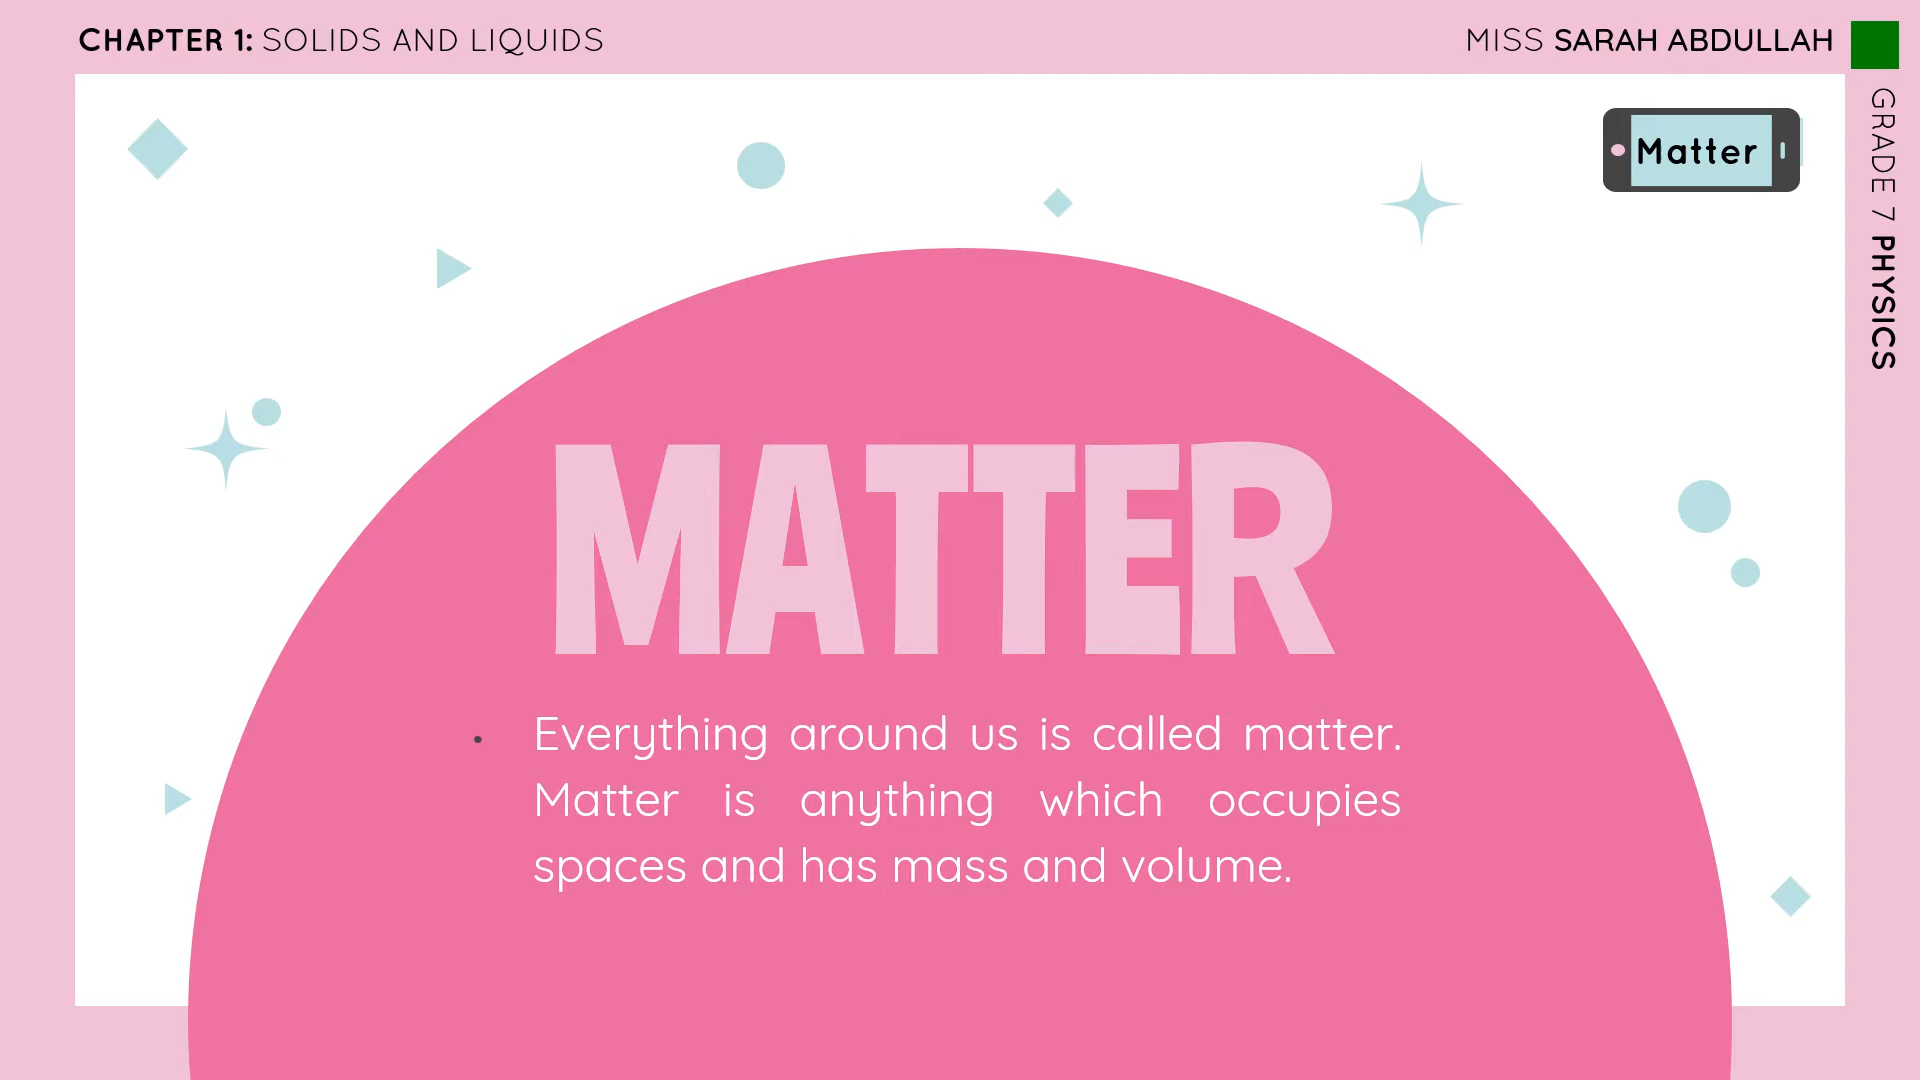 CHAPTER 1: SOLIDS AND LIQUIDS
MISS SARAH ABDULLAH
GRADE 7 PHYSICS
Matter
MATTER
• Everything around us is called matter.
Matter is anything which occupies
spaces and has mass and volume.